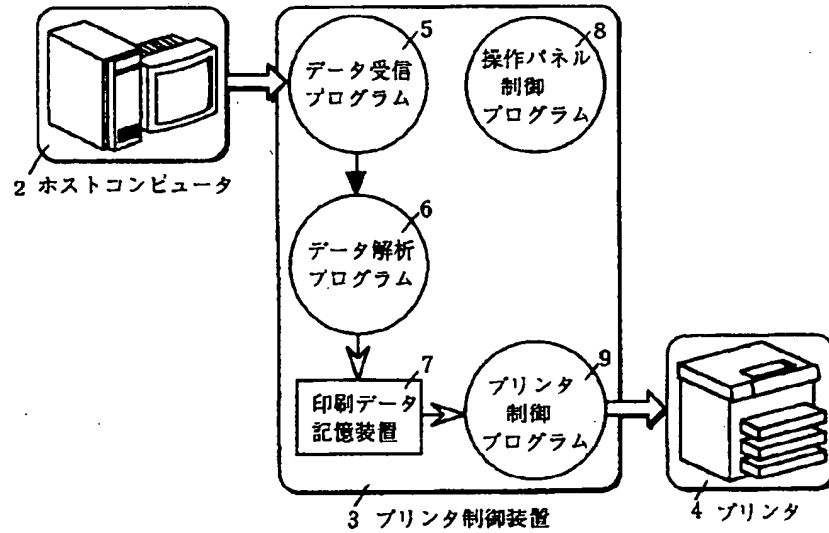 5
データ受信
プログラム
8
操作パネル
制御
プログラム
2 ホストコンピュータ
6
データ解析
プログラム
7
印刷データ
記憶装置
9
プリンタ
制御
プログラム
3 プリンタ制御装置
4 プリンタ